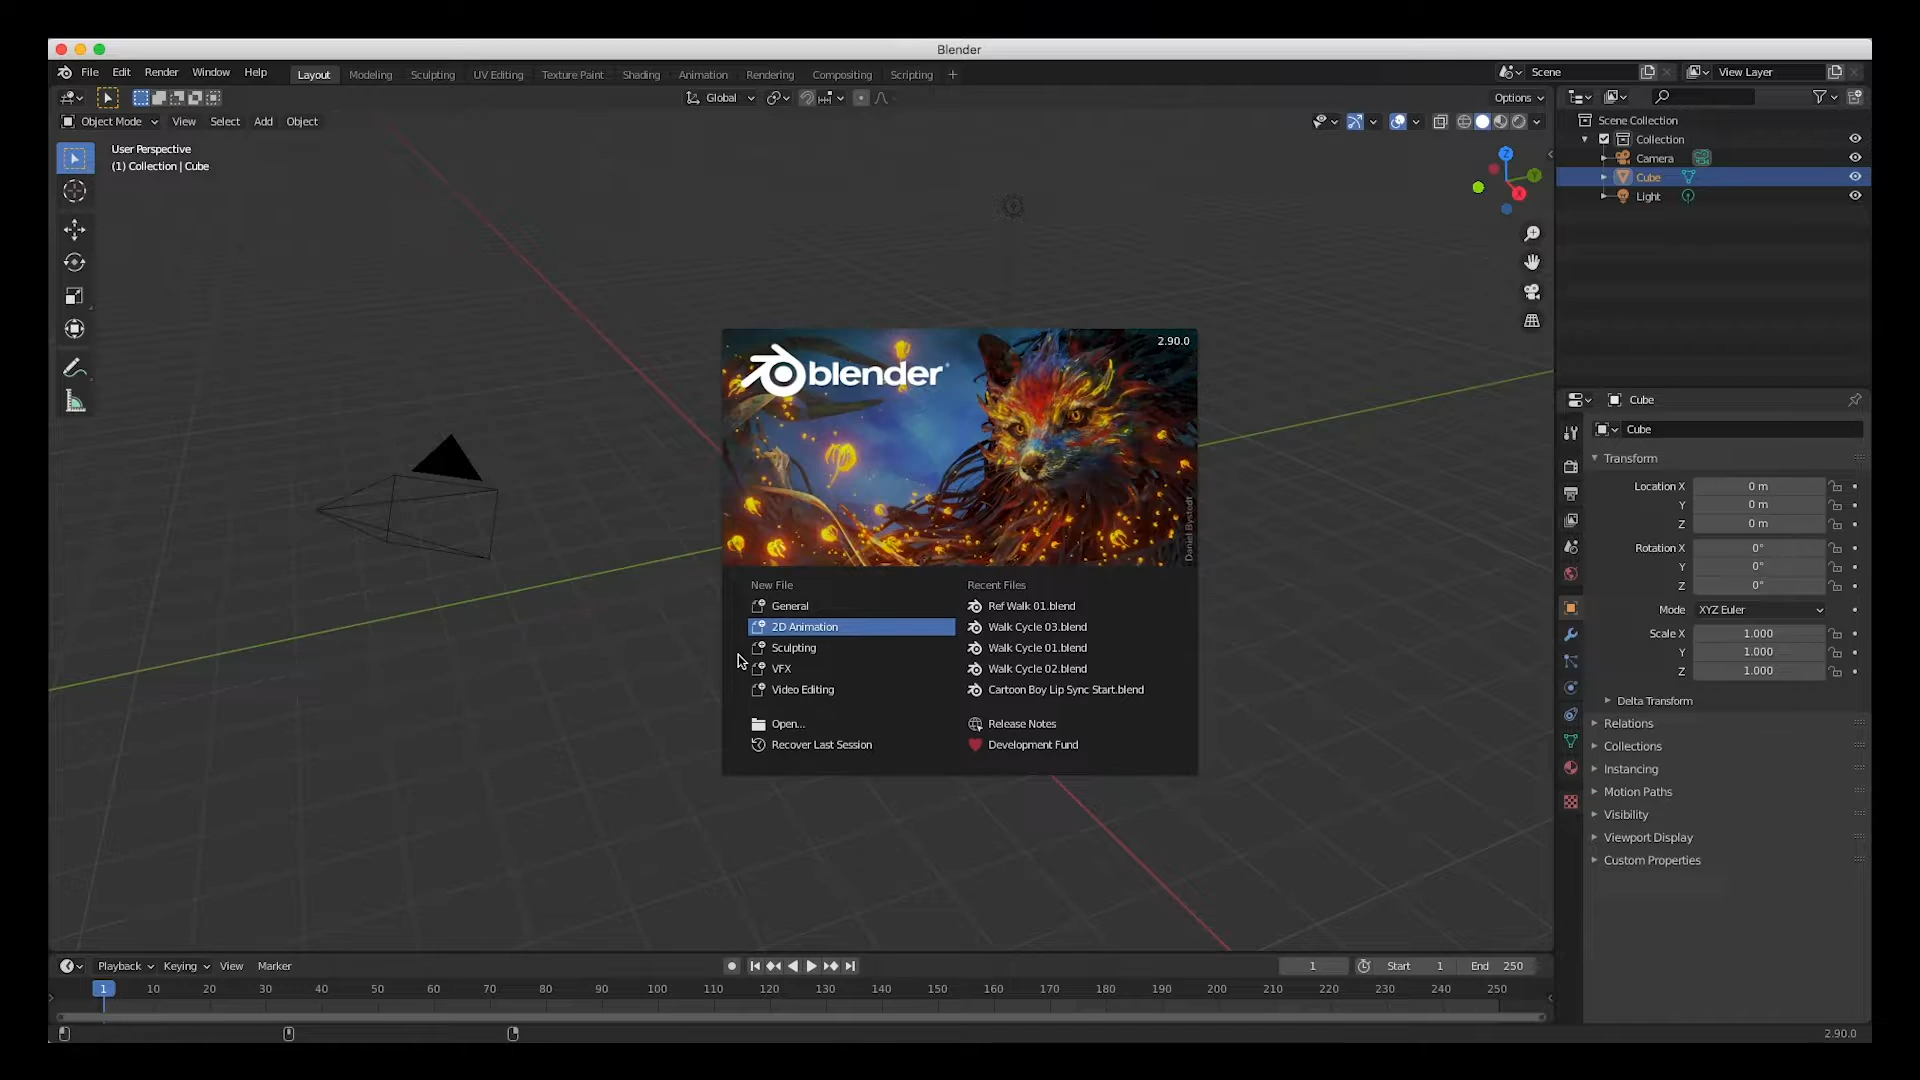 Blender
File Edit Render Window Help Layout Modeling Sculpting UV Editing Texture Paint Shading Animation Rendering Compositing Scripting + Scene View Layer
Global Options
Object Mode View Select Add Object
User Perspective
(1) Collection | Cube
Z
Y
X
Scene Collection
Collection
Camera
Cube
Light
2.90.0
blender
Daniel Bystedt
New File
General
2D Animation
Sculpting
VFX
Video Editing
Open...
Recover Last Session
Recent Files
Ref Walk 01.blend
Walk Cycle 03.blend
Walk Cycle 01.blend
Walk Cycle 02.blend
Cartoon Boy Lip Sync Start.blend
Release Notes
Development Fund
Cube
Cube
Transform
Location X 0 m
Y 0 m
Z 0 m
Rotation X 0°
Y 0°
Z 0°
Mode XYZ Euler
Scale X 1.000
Y 1.000
Z 1.000
Delta Transform
Relations
Collections
Instancing
Motion Paths
Visibility
Viewport Display
Custom Properties
Playback Keying View Marker 1 Start 1 End 250
1 10 20 30 40 50 60 70 80 90 100 110 120 130 140 150 160 170 180 190 200 210 220 230 240 250
2.90.0